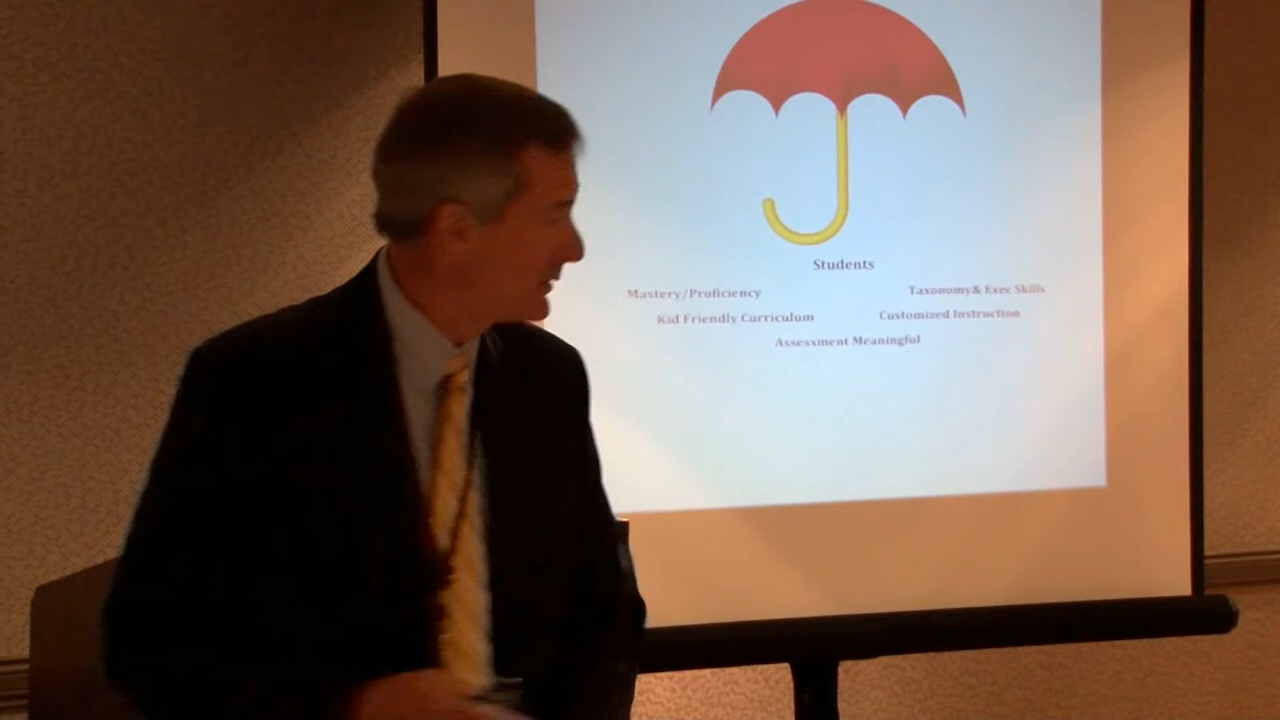 Students
Mastery/Proficiency
Taxonomy& Exec Skills
Kid Friendly Curriculum
Customized Instruction
Assessment Meaningful